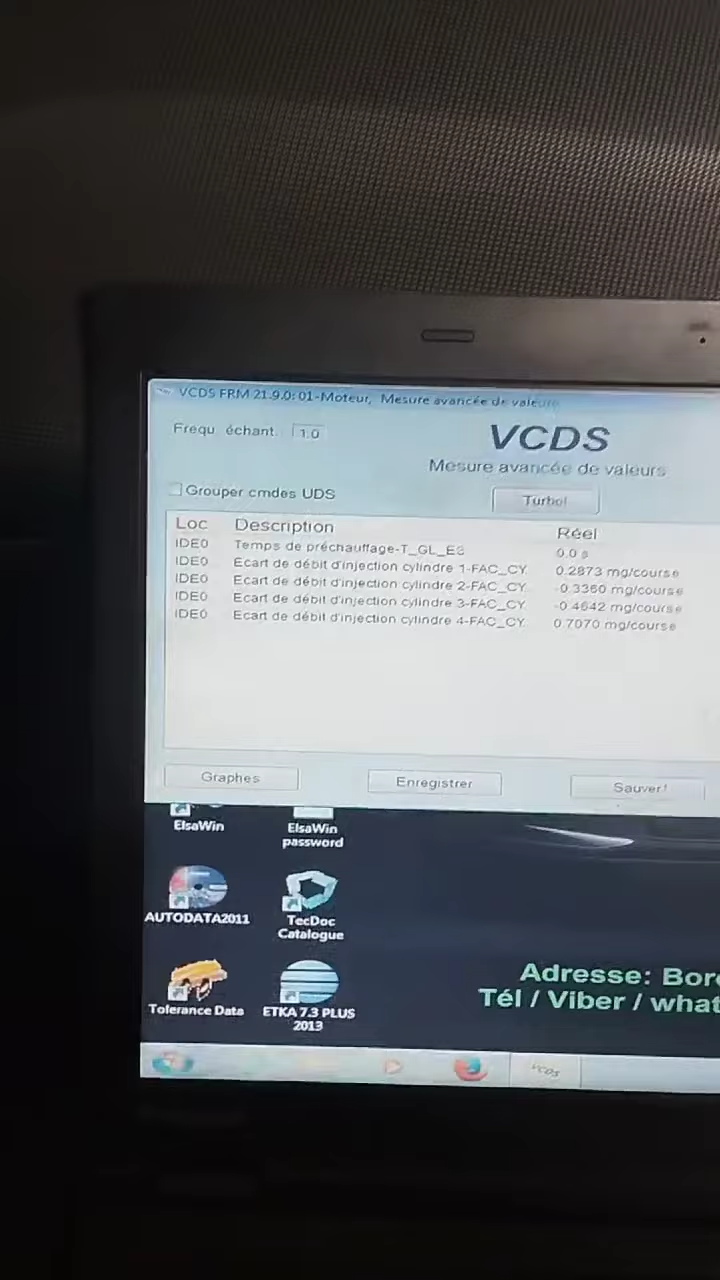 VCDS FRM 21.9.0: 01-Moteur, Mesure avancée de valeurs
Frequ. échant. 1.0
VCDS
Mesure avancée de valeurs
Grouper cmdes UDS
Turbo!
Loc Description Réel
IDE0 Temps de préchauffage-T_GL_E3 0.0 s
IDE0 Ecart de débit d'injection cylindre 1-FAC_CY 0.2873 mg/course
IDE0 Ecart de débit d'injection cylindre 2-FAC_CY -0.3360 mg/course
IDE0 Ecart de débit d'injection cylindre 3-FAC_CY -0.4642 mg/course
IDE0 Ecart de débit d'injection cylindre 4-FAC_CY 0.7070 mg/course
Graphes Enregistrer Sauver!
ElsaWin
ElsaWin
password
AUTODATA2011
TecDoc
Catalogue
Tolerance Data
ETKA 7.3 PLUS
2013
Adresse: Bor
Tél / Viber / what
VCDS